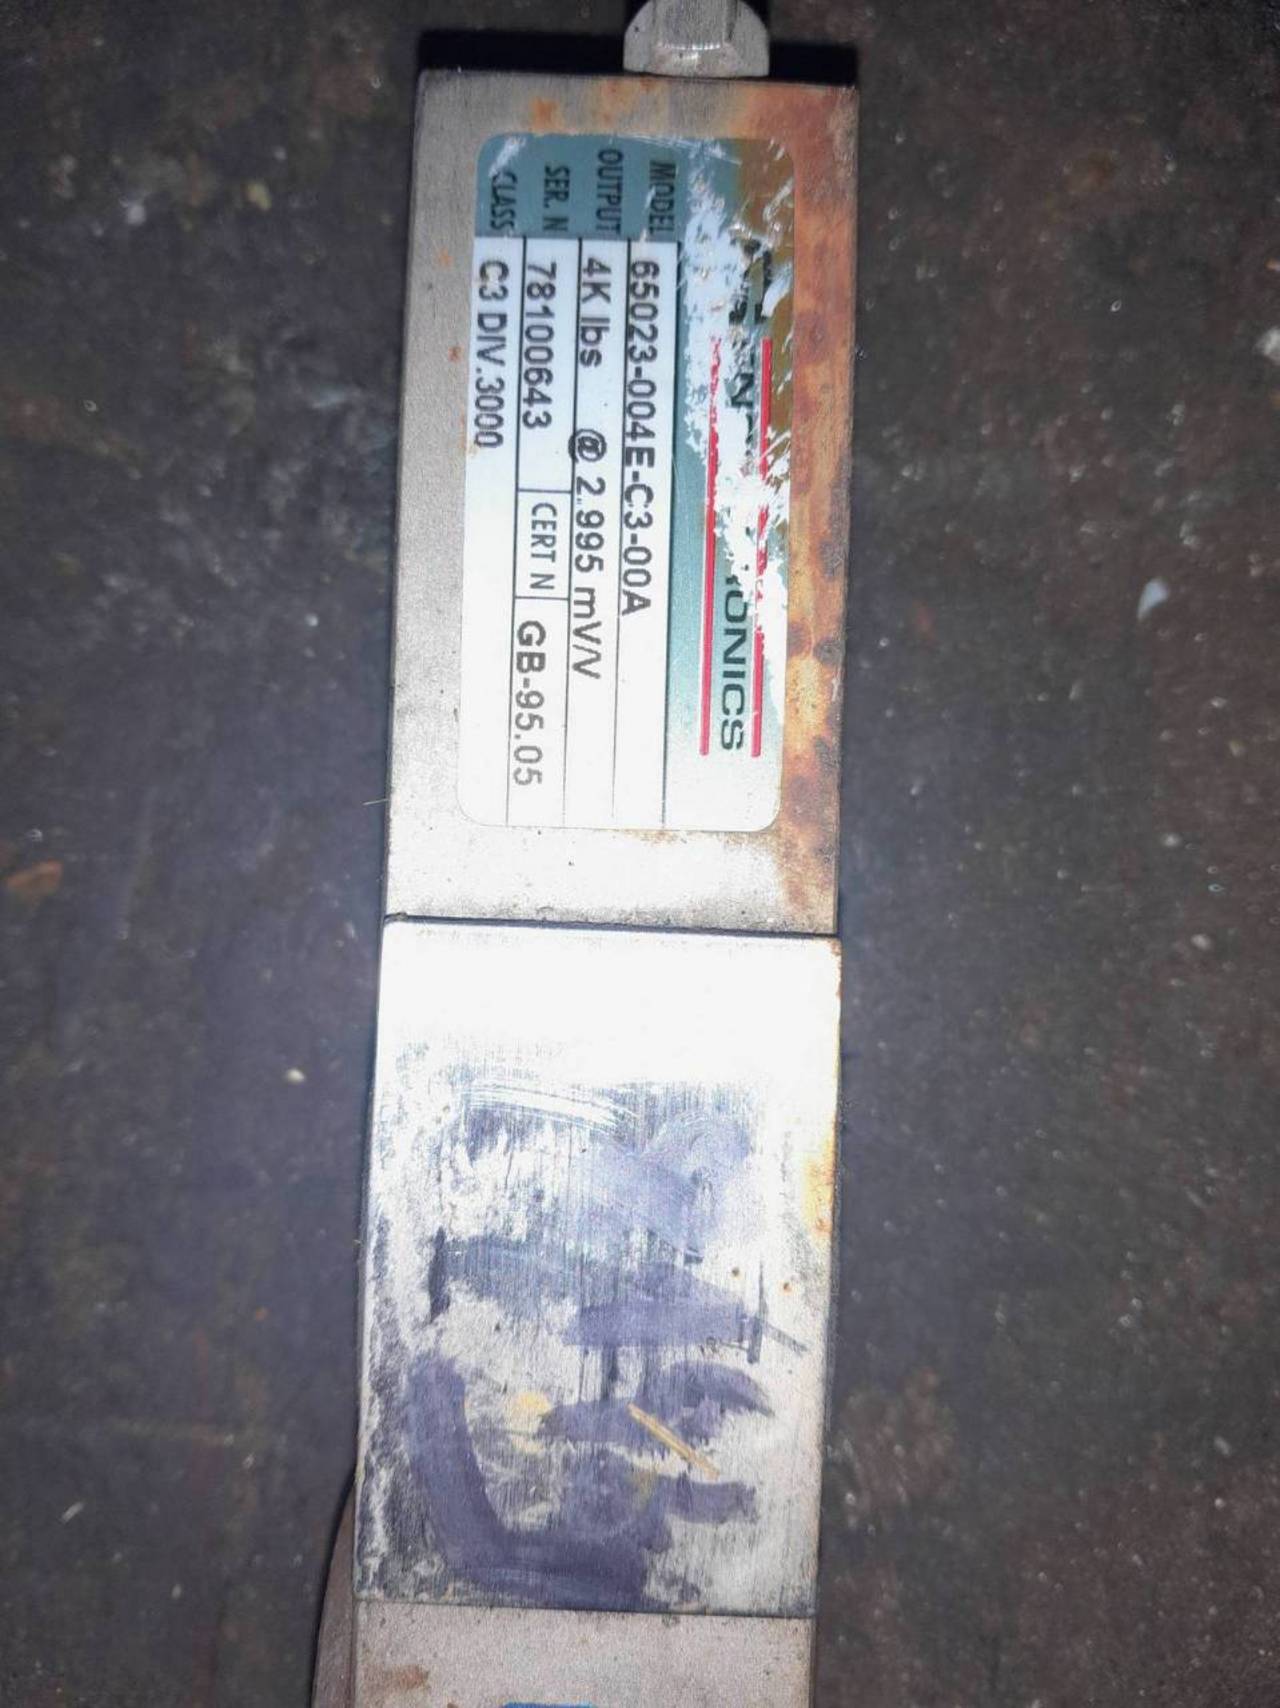 IONICS
MODEL 65023-004E-C3-00A
OUTPUT 4K lbs @ 2.995 mV/V
SER. N 78100643 CERT N GB-95.05
CLASS C3 DIV.3000